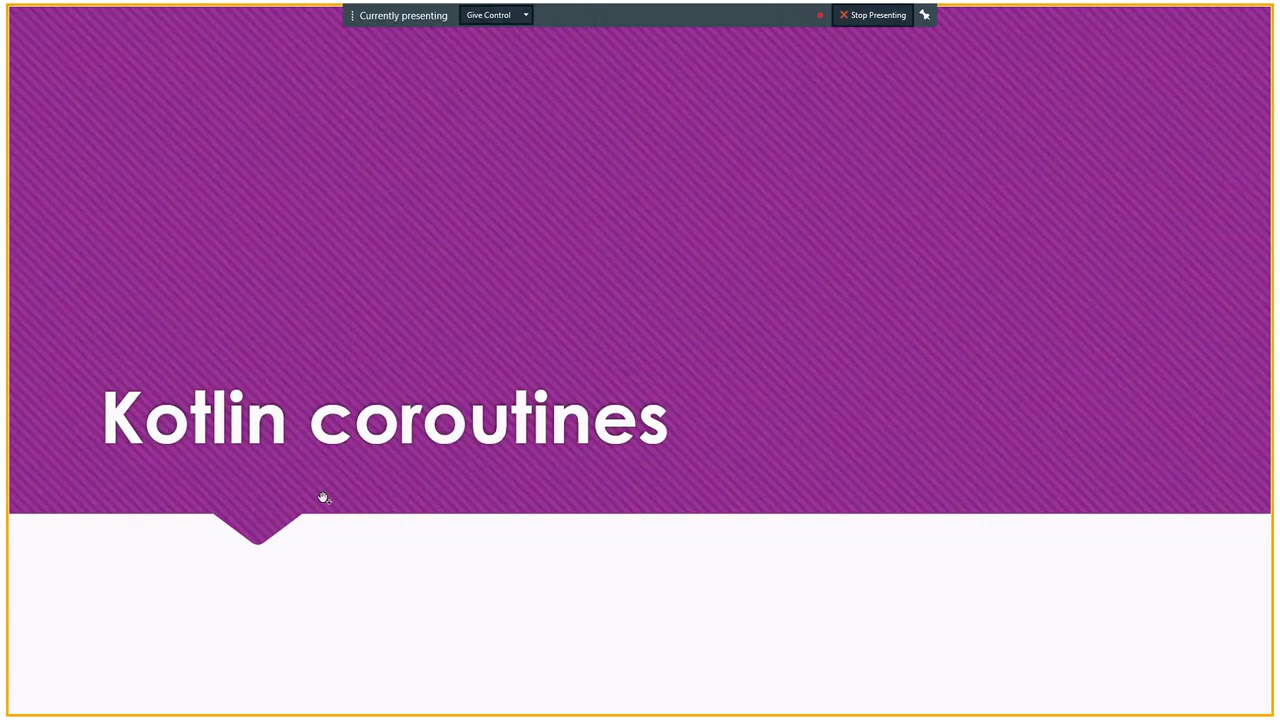 Currently presenting
Give Control
Stop Presenting
Kotlin coroutines